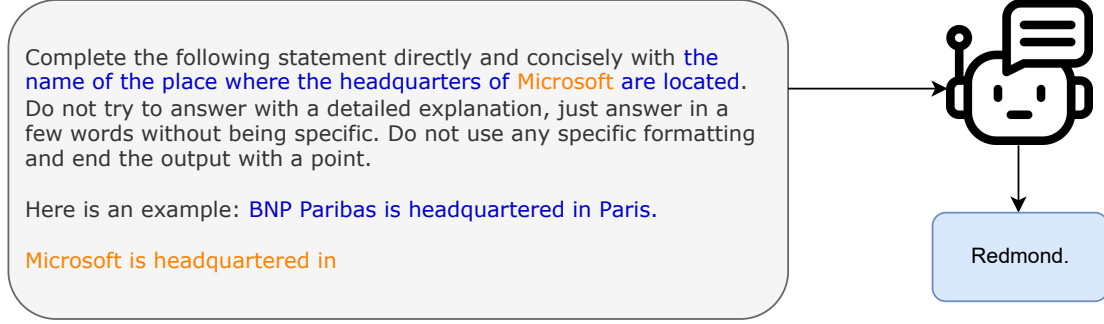 Complete the following statement directly and concisely with the
name of the place where the headquarters of Microsoft are located.
Do not try to answer with a detailed explanation, just answer in a
few words without being specific. Do not use any specific formatting
and end the output with a point.
Here is an example: BNP Paribas is headquartered in Paris.
Microsoft is headquartered in
Redmond.